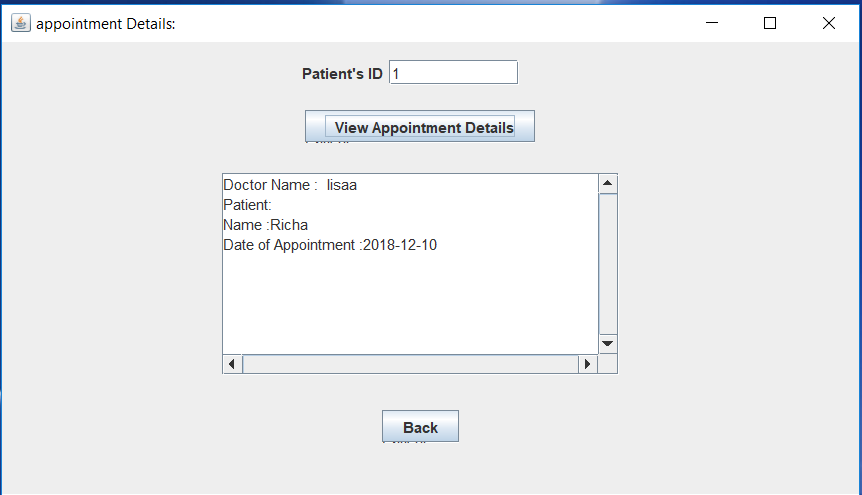 appointment Details:
Patient's ID 1
View Appointment Details
Doctor Name :  lisaa
Patient:
Name :Richa
Date of Appointment :2018-12-10
Back